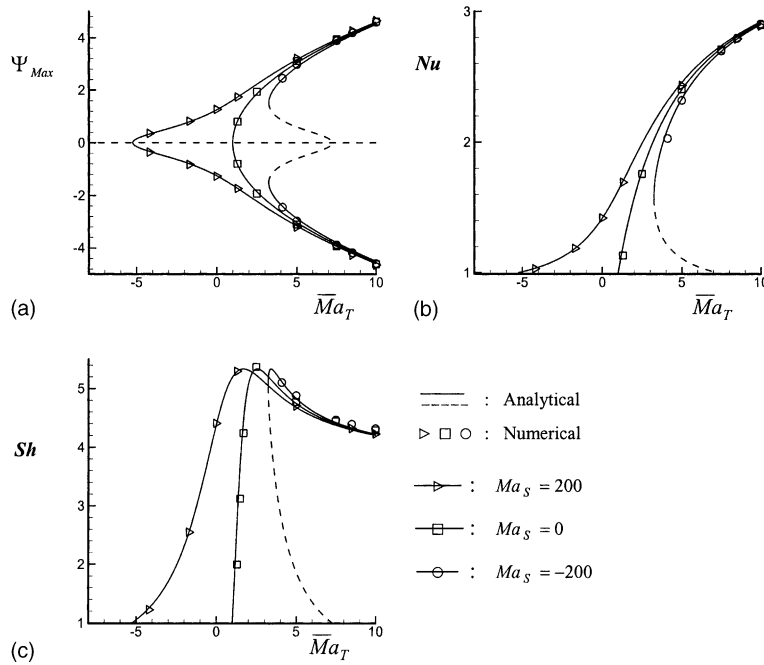 (a)
Ψ_Max
4
2
0
-2
-4
-5 0 5 10
M̅a_T
(b)
Nu
3
2
1
-5 0 5 10
M̅a_T
(c)
Sh
5
4
3
2
1
-5 0 5 10
M̅a_T
: Analytical
: Numerical
: Ma_S = 200
: Ma_S = 0
: Ma_S = -200